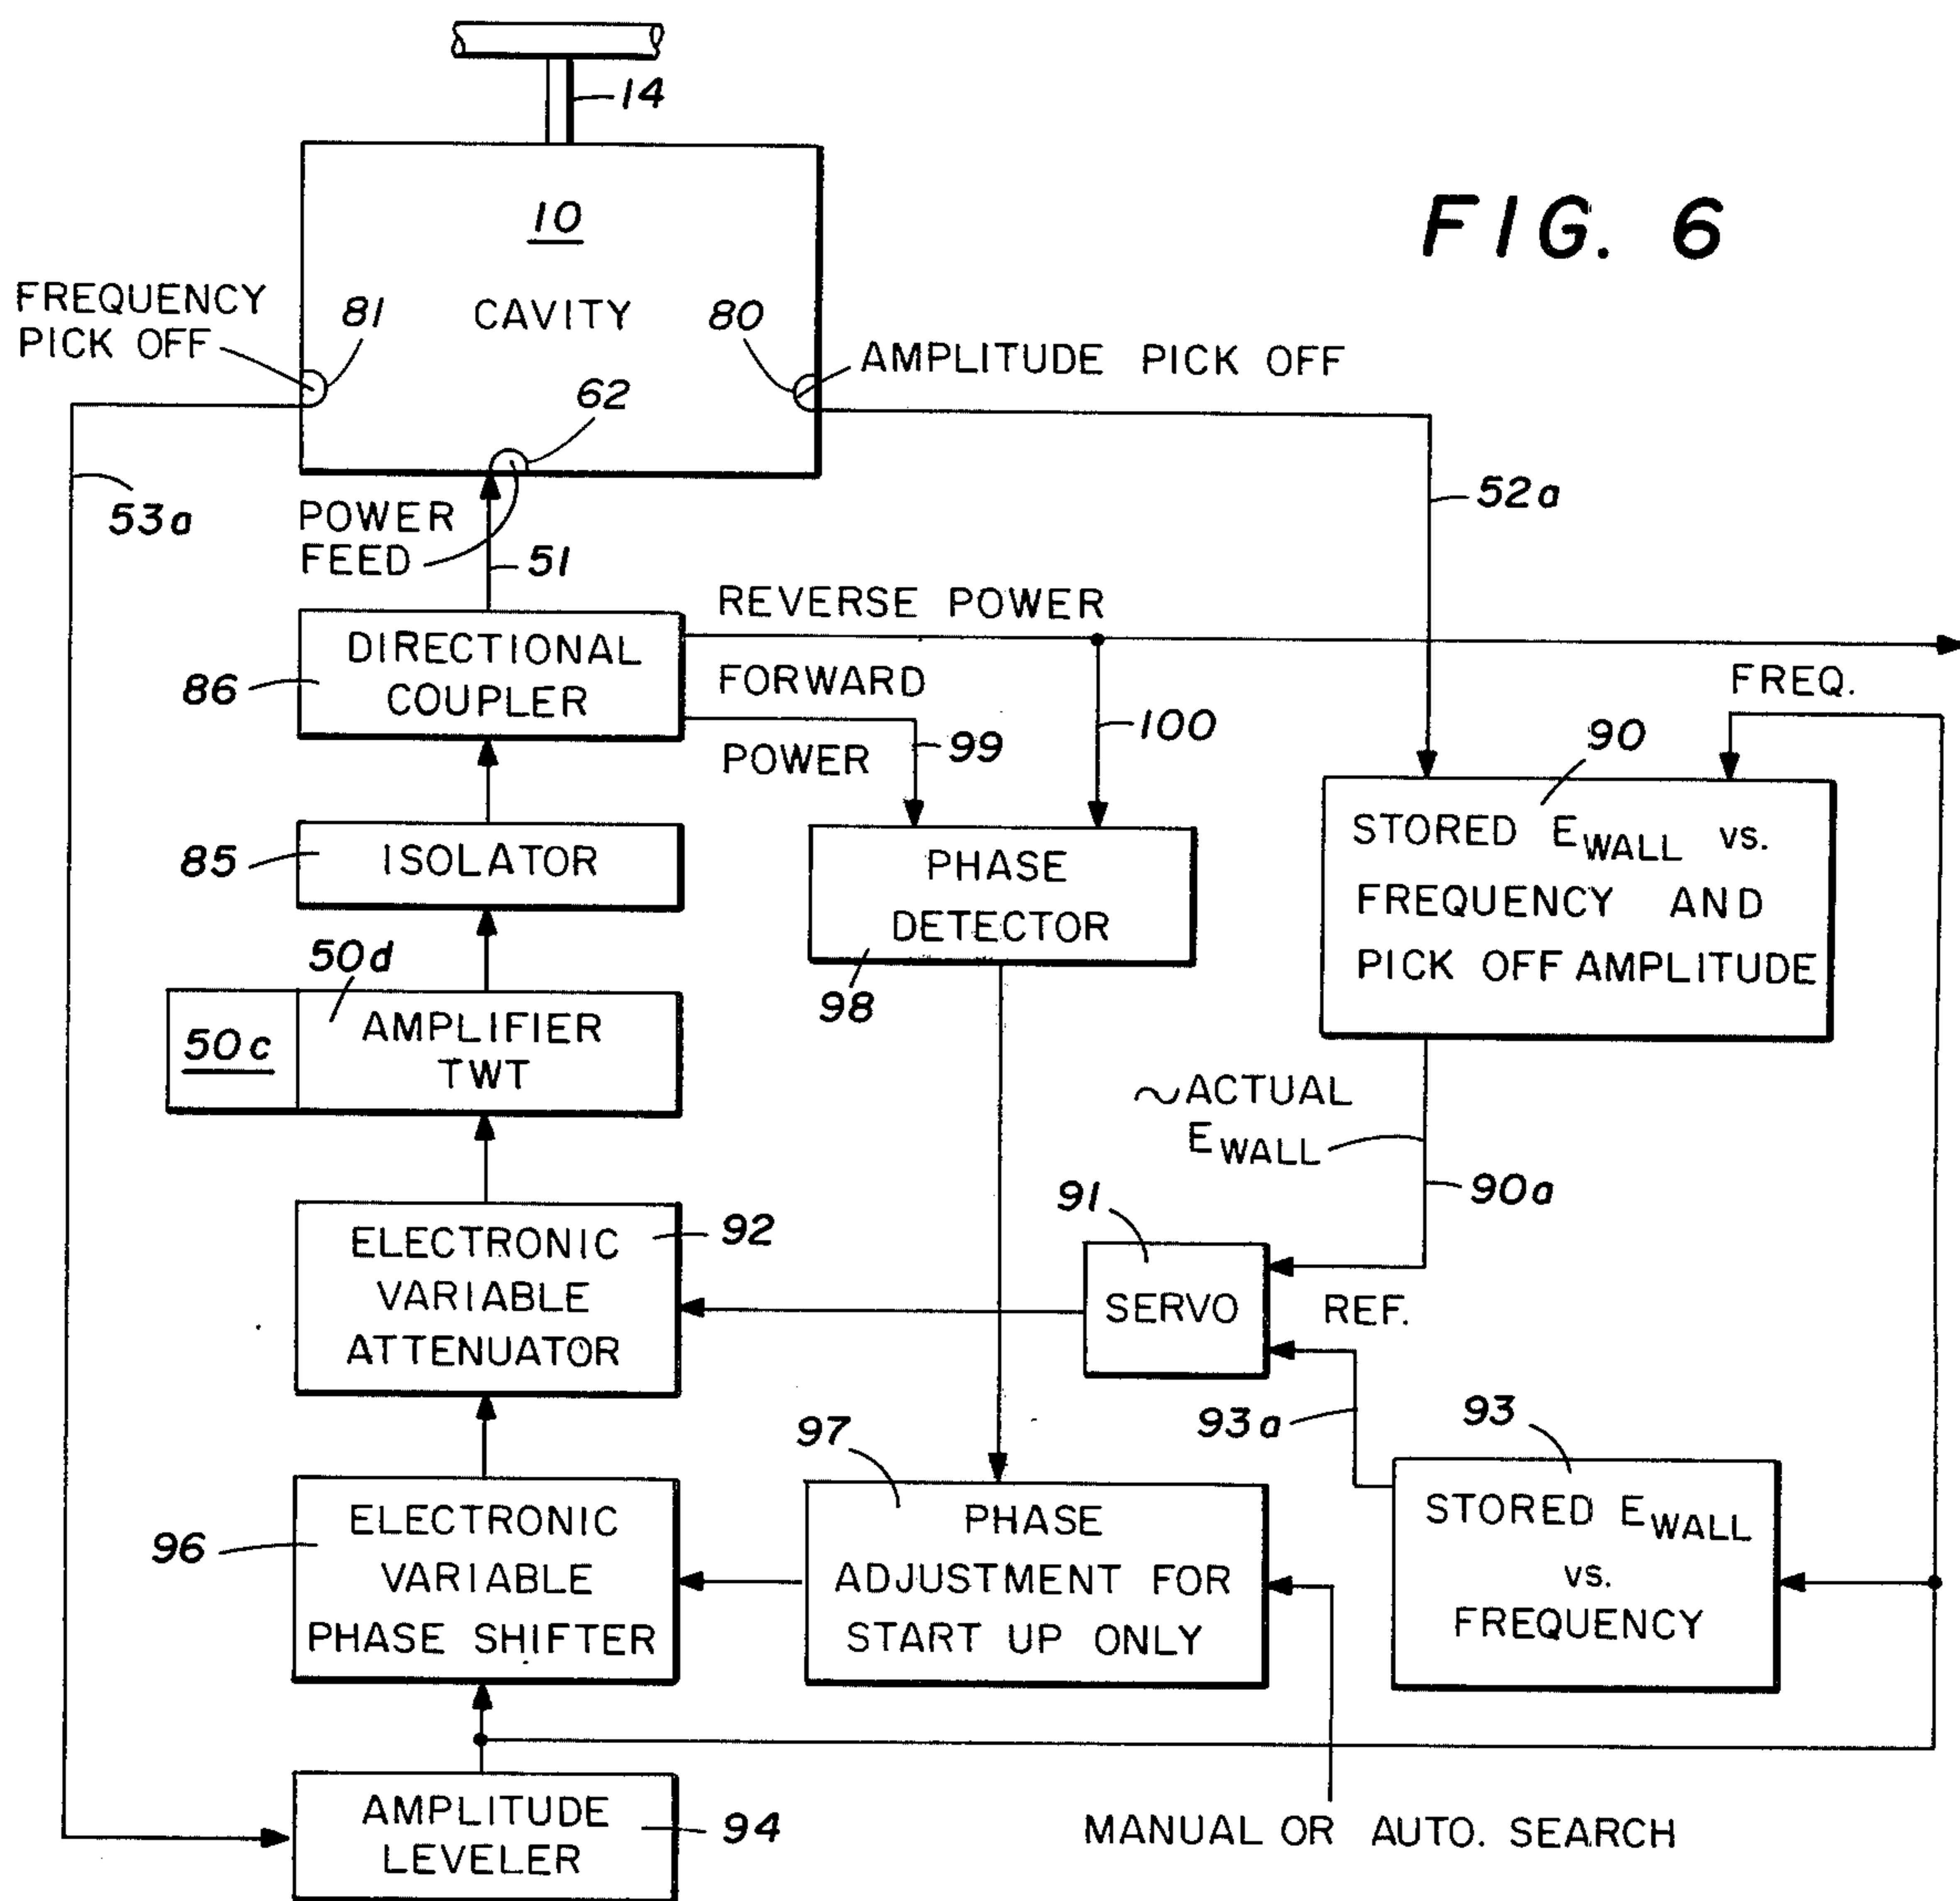 14
FIG. 6
10
CAVITY
FREQUENCY
PICK OFF
81
80
AMPLITUDE PICK OFF
62
53a
POWER
FEED
51
52a
REVERSE POWER
DIRECTIONAL
COUPLER
86
FORWARD
POWER
99
100
FREQ.
90
STORED EWALL vs.
FREQUENCY AND
PICK OFF AMPLITUDE
85
ISOLATOR
PHASE
DETECTOR
98
50d
50c
AMPLIFIER
TWT
~ACTUAL
EWALL
90a
91
SERVO
REF.
92
ELECTRONIC
VARIABLE
ATTENUATOR
93a
93
STORED EWALL
vs.
FREQUENCY
97
PHASE
ADJUSTMENT FOR
START UP ONLY
96
ELECTRONIC
VARIABLE
PHASE SHIFTER
AMPLITUDE
LEVELER
94
MANUAL OR AUTO. SEARCH